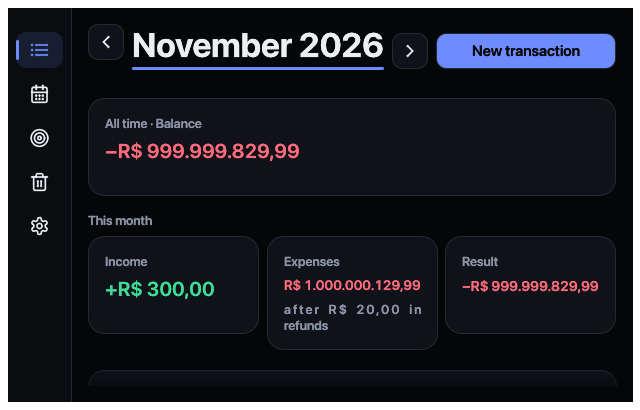 November 2026
New transaction
All time · Balance
–R$ 999.999.829,99
This month
Income
+R$ 300,00
Expenses
R$ 1.000.000.129,99
after R$ 20,00 in
refunds
Result
–R$ 999.999.829,99